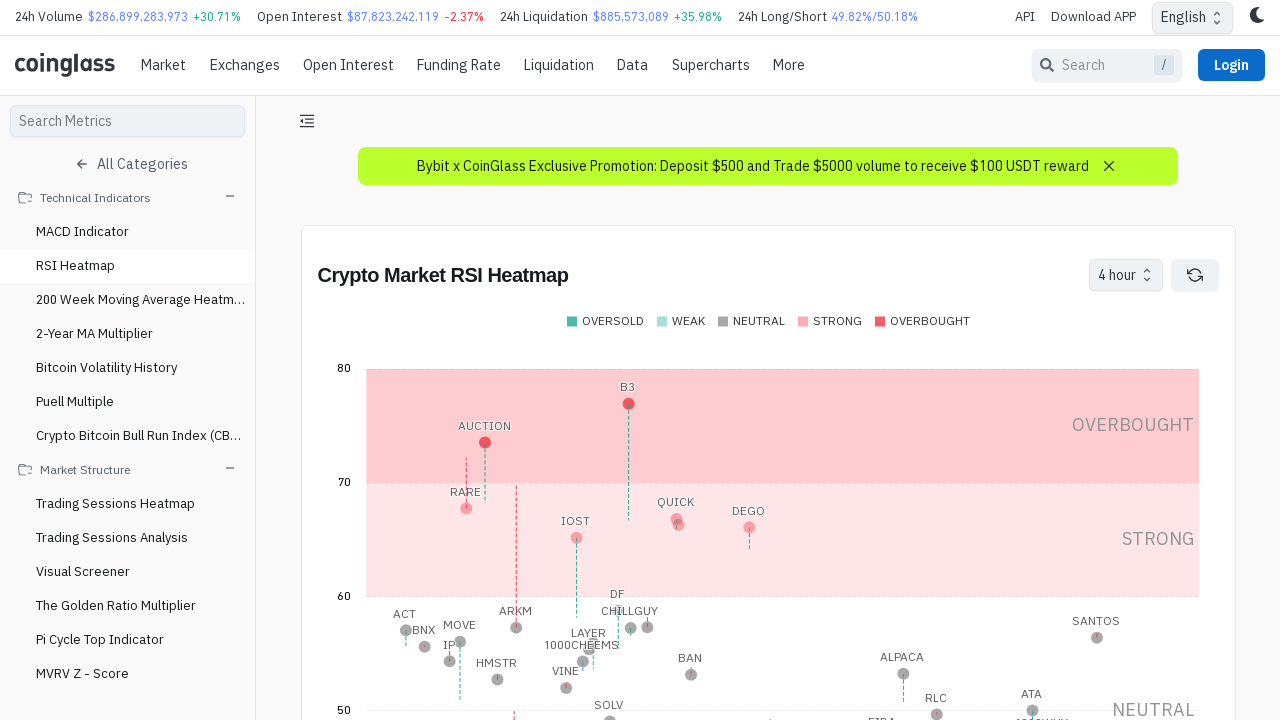 24h Volume $286,899,283,973 +30.71% Open Interest $87,823,242,119 -2.37% 24h Liquidation $885,573,089 +35.98% 24h Long/Short 49.82%/50.18% API Download APP English
coinglass Market Exchanges Open Interest Funding Rate Liquidation Data Supercharts More Search / Login
Search Metrics
All Categories
Technical Indicators
MACD Indicator
RSI Heatmap
200 Week Moving Average Heatm...
2-Year MA Multiplier
Bitcoin Volatility History
Puell Multiple
Crypto Bitcoin Bull Run Index (CB...
Market Structure
Trading Sessions Heatmap
Trading Sessions Analysis
Visual Screener
The Golden Ratio Multiplier
Pi Cycle Top Indicator
MVRV Z - Score
Bybit x CoinGlass Exclusive Promotion: Deposit $500 and Trade $5000 volume to receive $100 USDT reward
Crypto Market RSI Heatmap
4 hour
OVERSOLD WEAK NEUTRAL STRONG OVERBOUGHT
80
B3
OVERBOUGHT
AUCTION
70
RARE
QUICK
DEGO
IOST
STRONG
60
DF
ACT
ARKM
CHILLGUY
SANTOS
BNX
MOVE
LAYER
IP
1000CHEEMS
HMSTR
BAN
ALPACA
VINE
RLC
ATA
SOLV
50
NEUTRAL